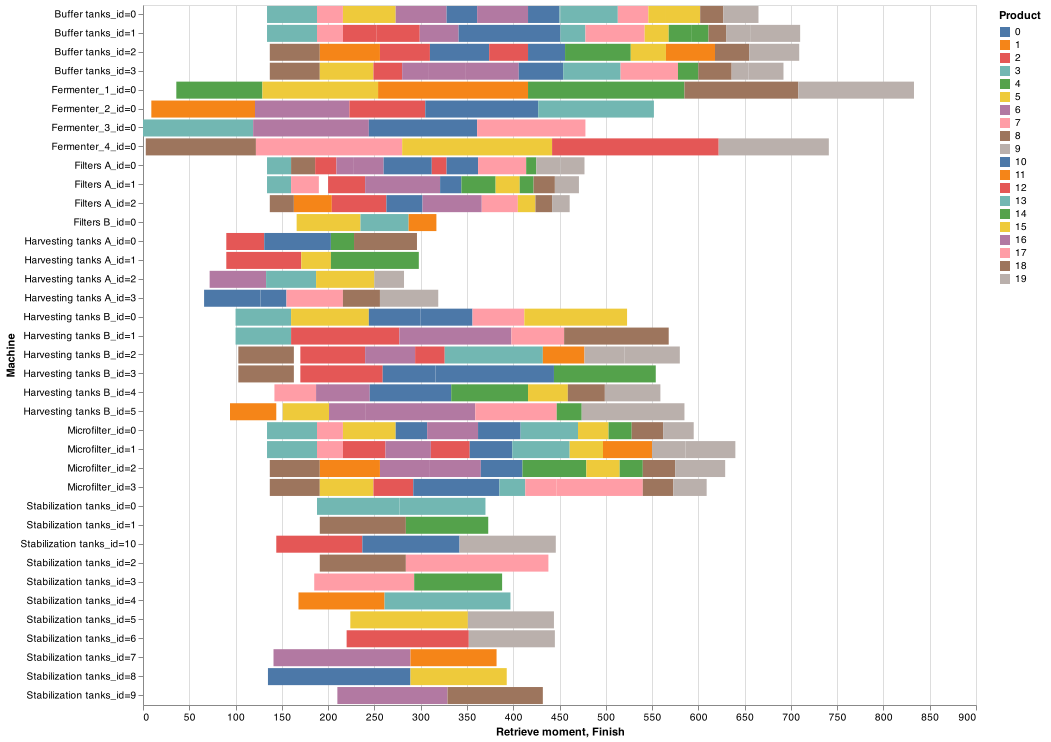 Product
0
1
2
3
4
5
6
7
8
9
10
11
12
13
14
15
16
17
18
19
Machine
Buffer tanks_id=0
Buffer tanks_id=1
Buffer tanks_id=2
Buffer tanks_id=3
Fermenter_1_id=0
Fermenter_2_id=0
Fermenter_3_id=0
Fermenter_4_id=0
Filters A_id=0
Filters A_id=1
Filters A_id=2
Filters B_id=0
Harvesting tanks A_id=0
Harvesting tanks A_id=1
Harvesting tanks A_id=2
Harvesting tanks A_id=3
Harvesting tanks B_id=0
Harvesting tanks B_id=1
Harvesting tanks B_id=2
Harvesting tanks B_id=3
Harvesting tanks B_id=4
Harvesting tanks B_id=5
Microfilter_id=0
Microfilter_id=1
Microfilter_id=2
Microfilter_id=3
Stabilization tanks_id=0
Stabilization tanks_id=1
Stabilization tanks_id=10
Stabilization tanks_id=2
Stabilization tanks_id=3
Stabilization tanks_id=4
Stabilization tanks_id=5
Stabilization tanks_id=6
Stabilization tanks_id=7
Stabilization tanks_id=8
Stabilization tanks_id=9
0 50 100 150 200 250 300 350 400 450 500 550 600 650 700 750 800 850 900
Retrieve moment, Finish